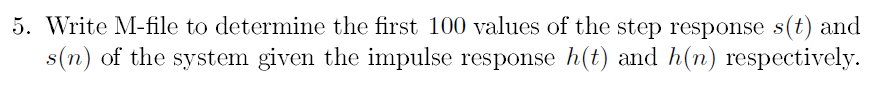 5. Write M-file to determine the first 100 values of the step response s(t) and
s(n) of the system given the impulse response h(t) and h(n) respectively.